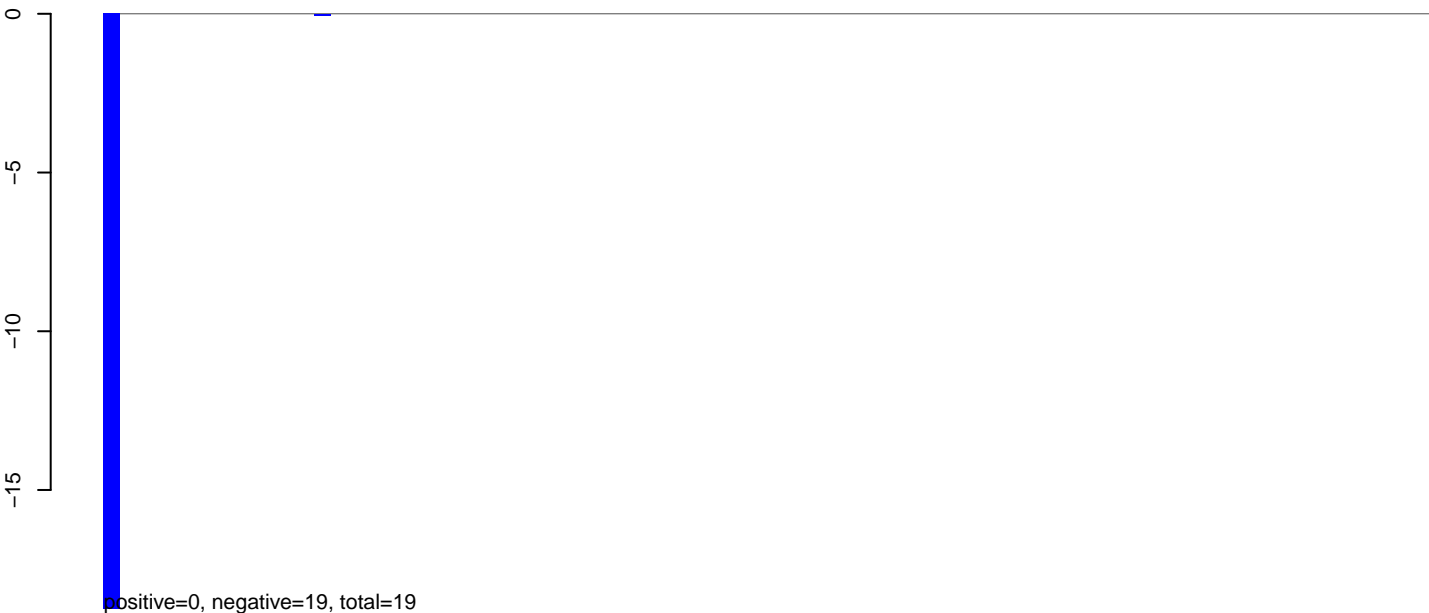 0
−5
−10
−15
positive=0, negative=19, total=19